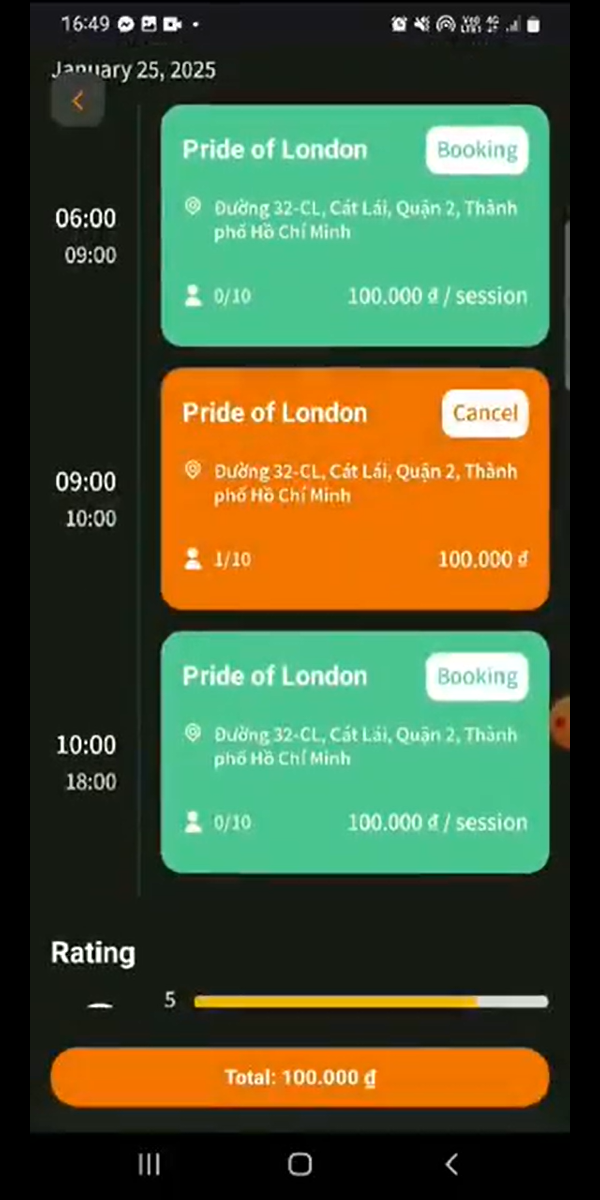 16:49
January 25, 2025
Pride of London
Booking
06:00
09:00
Đường 32-CL, Cát Lái, Quận 2, Thành
phố Hồ Chí Minh
0/10
100.000 đ / session
Pride of London
Cancel
09:00
10:00
Đường 32-CL, Cát Lái, Quận 2, Thành
phố Hồ Chí Minh
1/10
100.000 đ
Pride of London
Booking
10:00
18:00
Đường 32-CL, Cát Lái, Quận 2, Thành
phố Hồ Chí Minh
0/10
100.000 đ / session
Rating
5
Total: 100.000 ₫